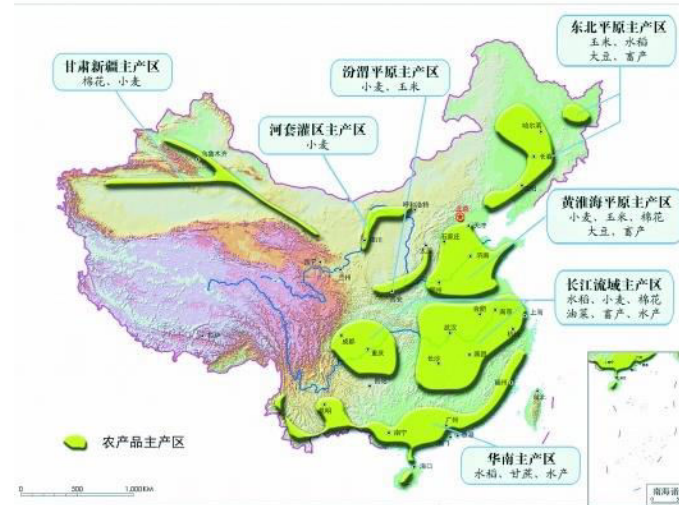 东北平原主产区
玉米、水稻
大豆、畜产
甘肃新疆主产区
棉花、小麦
汾渭平原主产区
小麦、玉米
河套灌区主产区
小麦
黄淮海平原主产区
小麦、玉米、棉花
大豆、畜产
长江流域主产区
水稻、小麦、棉花
油菜、畜产、水产
华南主产区
水稻、甘蔗、水产
哈尔滨
长春
乌鲁木齐
呼和浩特
北京
天津
石家庄
济南
银川
西宁
兰州
西安
合肥
南京
上海
武汉
成都
重庆
长沙
南昌
贵阳
福州
昆明
南宁
广州
海口
农产品主产区
0 500 1,000KM
南海诸